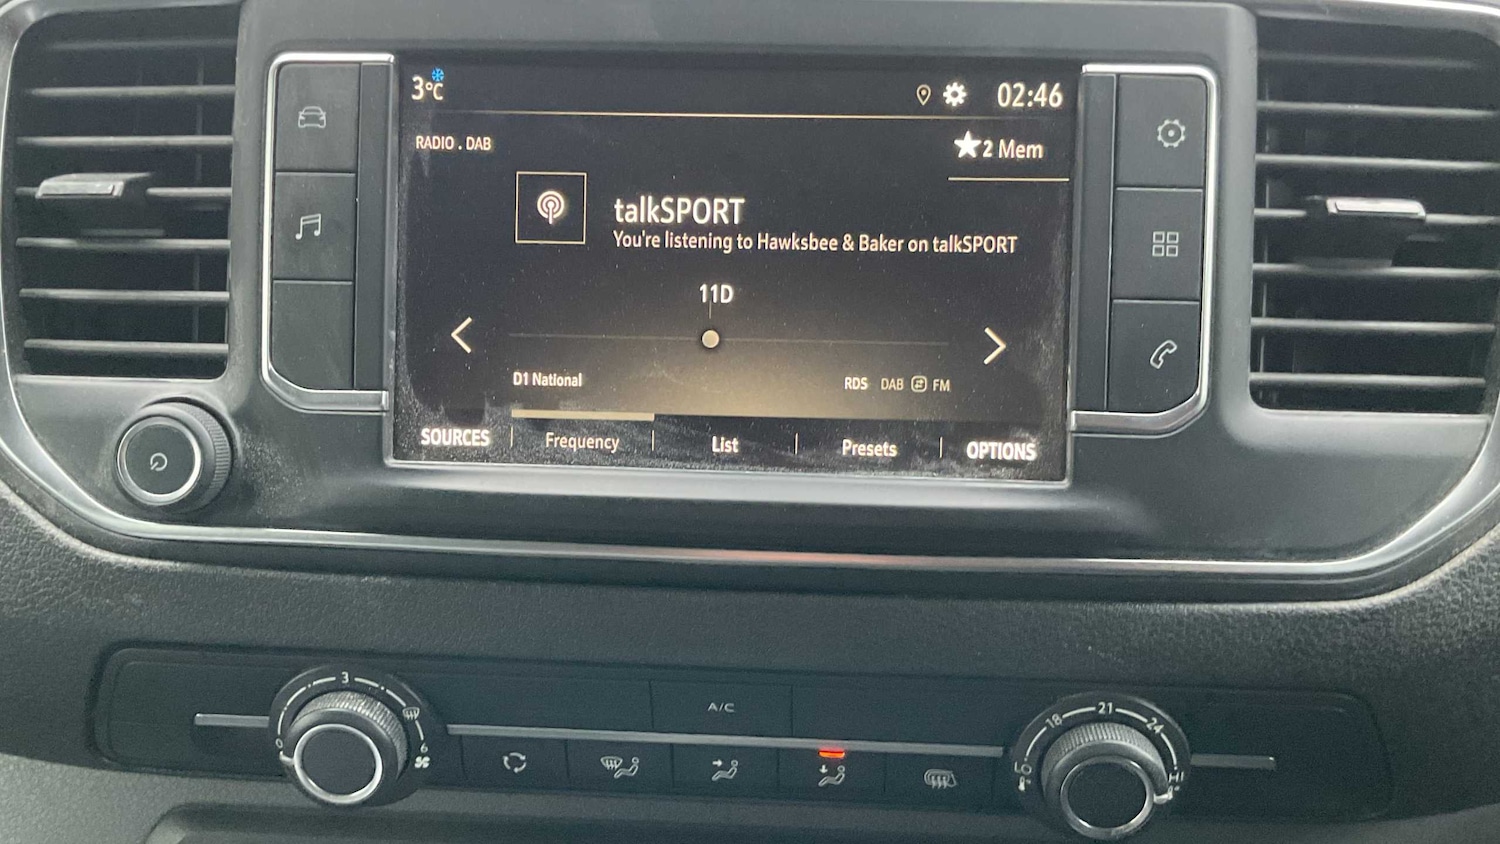 3°C
02:46
RADIO . DAB
2 Mem
talkSPORT
You're listening to Hawksbee & Baker on talkSPORT
11D
D1 National
RDS DAB FM
SOURCES Frequency List Presets OPTIONS
3
0
6
A/C
18 21 24
LO
HI